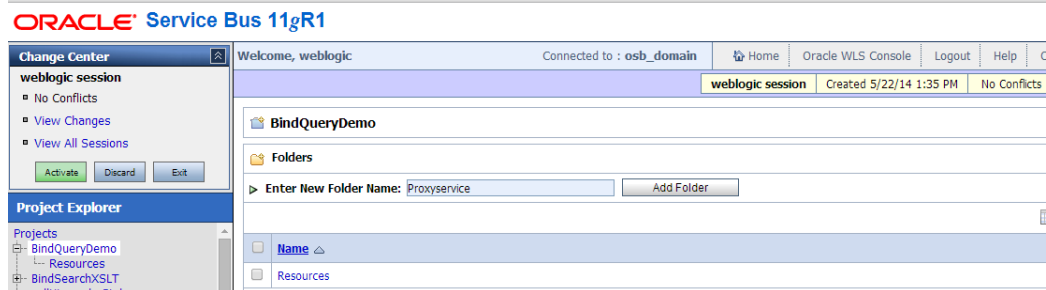 ORACLE Service Bus 11gR1
Change Center
weblogic session
No Conflicts
View Changes
View All Sessions
Activate Discard Exit
Project Explorer
Projects
BindQueryDemo
Resources
BindSearchXSLT
Welcome, weblogic Connected to : osb_domain Home Oracle WLS Console Logout Help
weblogic session Created 5/22/14 1:35 PM No Conflicts
BindQueryDemo
Folders
Enter New Folder Name: Proxyservice Add Folder
Name
Resources